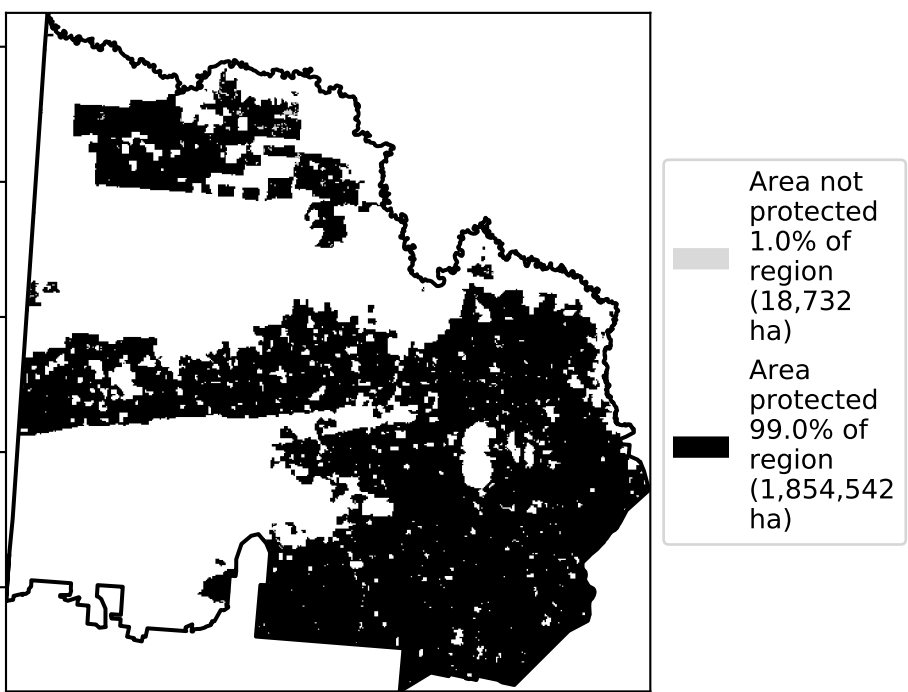 Area not
protected
1.0% of
region
(18,732
ha)
Area
protected
99.0% of
region
(1,854,542
ha)